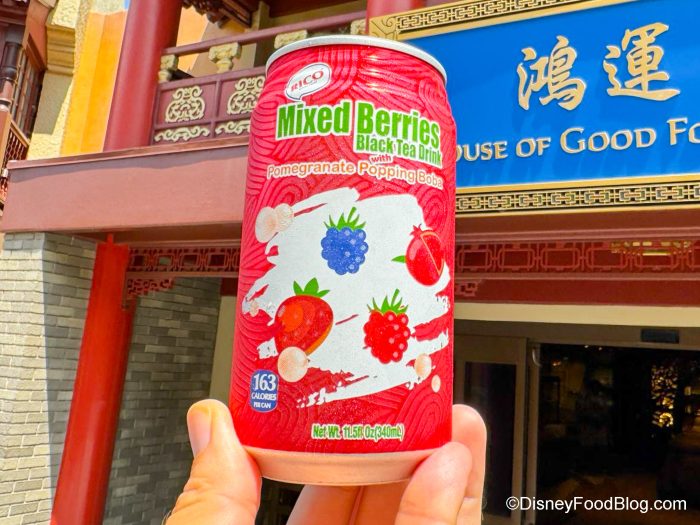 RICO
Mixed Berries
Black Tea Drink
with
Pomegranate Popping Boba
163
CALORIES
PER CAN
Net Wt. 11.5fl Oz(340mL)
鴻運
OUSE OF GOOD FO
©DisneyFoodBlog.com